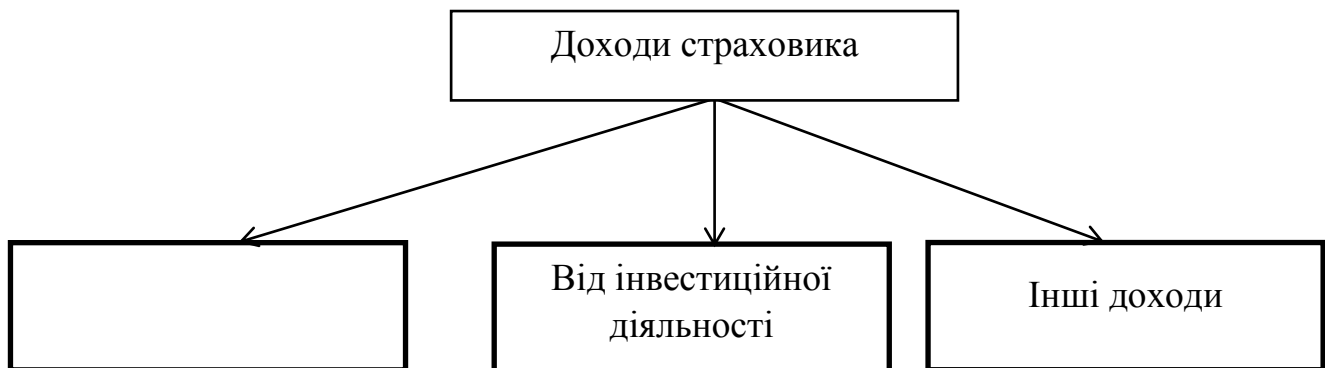 Доходи страховика
Від інвестиційної
діяльності
Інші доходи